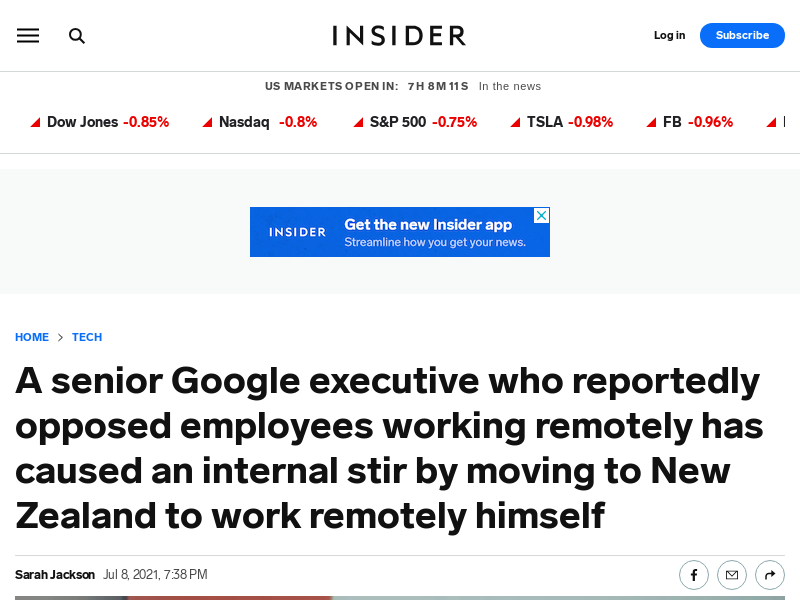 INSIDER
Log in
Subscribe
US MARKETS OPEN IN: 7H 8M 11S In the news
Dow Jones -0.85% Nasdaq -0.8% S&P 500 -0.75% TSLA -0.98% FB -0.96%
INSIDER
Get the new Insider app
Streamline how you get your news.
HOME > TECH
A senior Google executive who reportedly
opposed employees working remotely has
caused an internal stir by moving to New
Zealand to work remotely himself
Sarah Jackson Jul 8, 2021, 7:38 PM